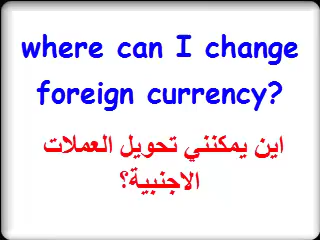 where can I change
foreign currency?
اين يمكنني تحويل العملات
الاجنبية؟